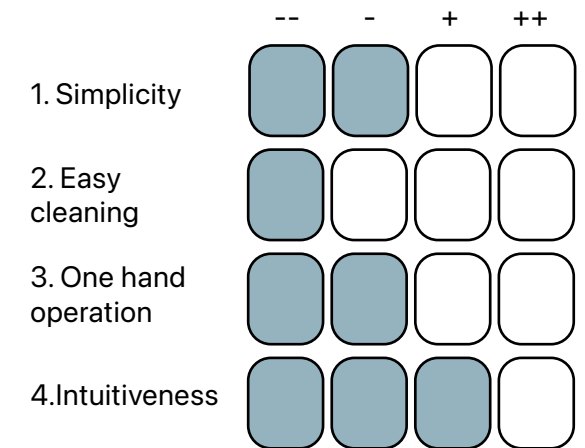 -- - + ++
1. Simplicity
2. Easy
cleaning
3. One hand
operation
4.Intuitiveness